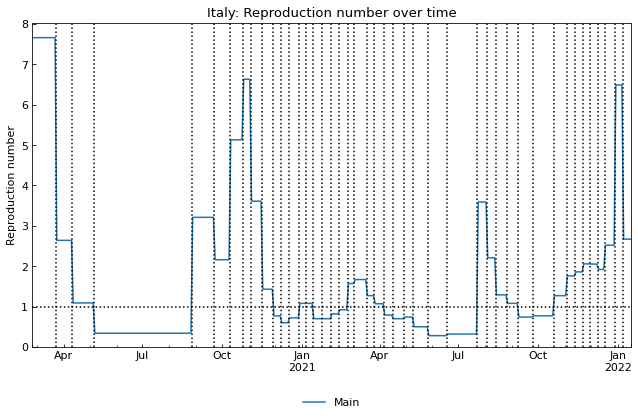 Italy: Reproduction number over time
8
7
6
5
4
3
2
1
0
Reproduction number
Apr
Jul
Oct
Jan
2021
Apr
Jul
Oct
Jan
2022
Main